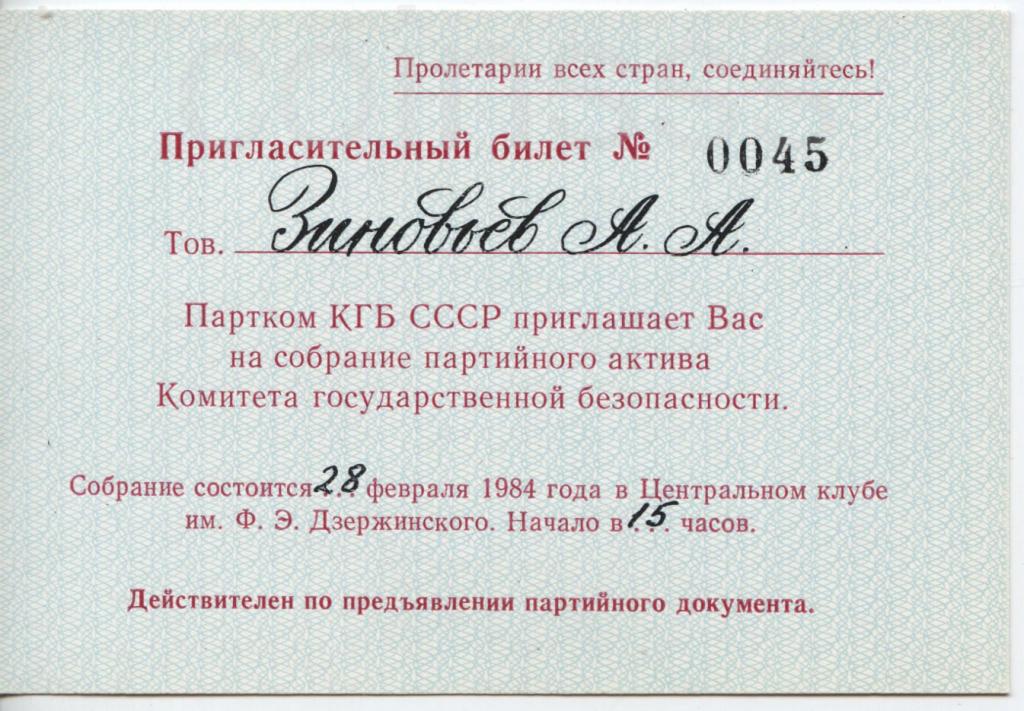 Пролетарии всех стран, соединяйтесь!
Пригласительный билет № 0045
Тов. Зиновьев А. А.
Партком КГБ СССР приглашает Вас
на собрание партийного актива
Комитета государственной безопасности.
Собрание состоится 28 февраля 1984 года в Центральном клубе
им. Ф. Э. Дзержинского. Начало в 15 часов.
Действителен по предъявлении партийного документа.